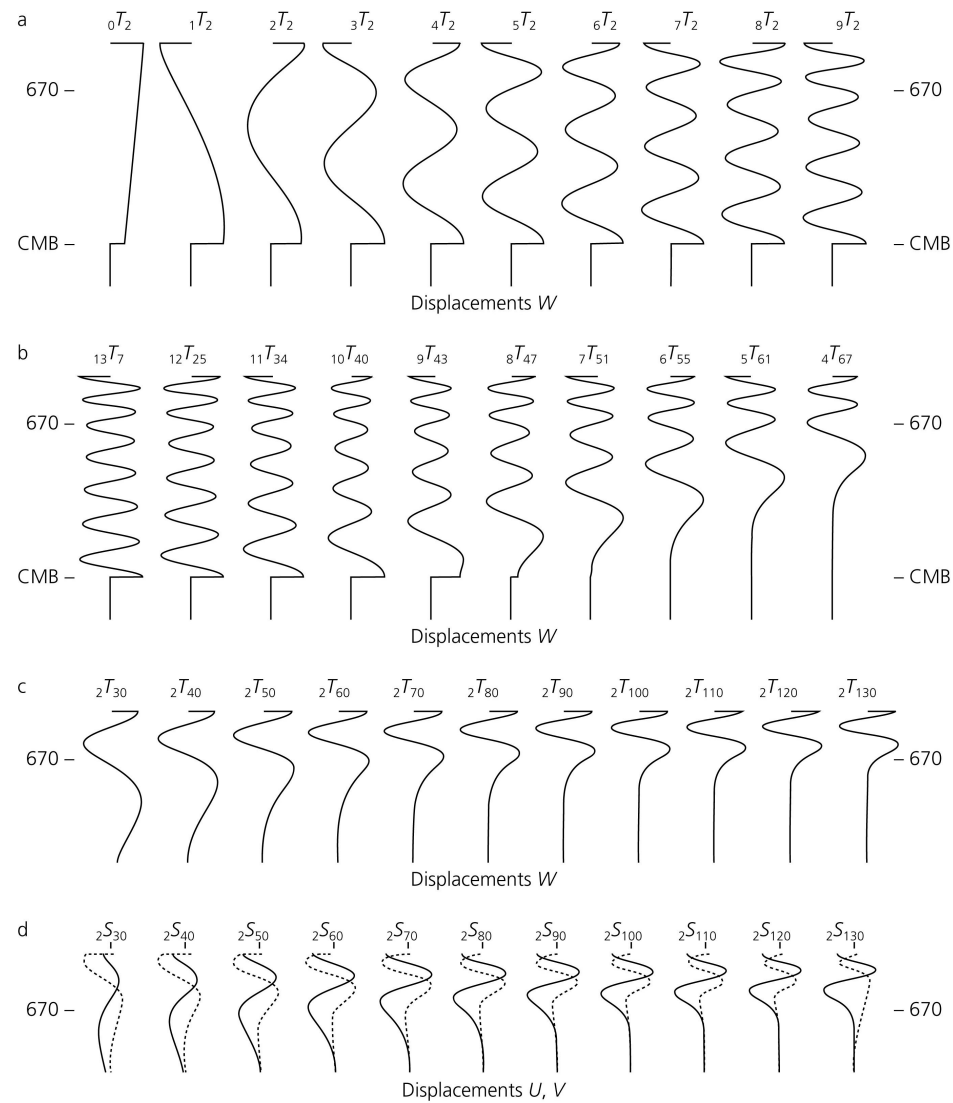 a
₀T₂ ₁T₂ ₂T₂ ₃T₂ ₄T₂ ₅T₂ ₆T₂ ₇T₂ ₈T₂ ₉T₂
670 – – 670
CMB – – CMB
Displacements W
b
₁₃T₇ ₁₂T₂₅ ₁₁T₃₄ ₁₀T₄₀ ₉T₄₃ ₈T₄₇ ₇T₅₁ ₆T₅₅ ₅T₆₁ ₄T₆₇
670 – – 670
CMB – – CMB
Displacements W
c
₂T₃₀ ₂T₄₀ ₂T₅₀ ₂T₆₀ ₂T₇₀ ₂T₈₀ ₂T₉₀ ₂T₁₀₀ ₂T₁₁₀ ₂T₁₂₀ ₂T₁₃₀
670 – – 670
Displacements W
d
₂S₃₀ ₂S₄₀ ₂S₅₀ ₂S₆₀ ₂S₇₀ ₂S₈₀ ₂S₉₀ ₂S₁₀₀ ₂S₁₁₀ ₂S₁₂₀ ₂S₁₃₀
670 – – 670
Displacements U, V